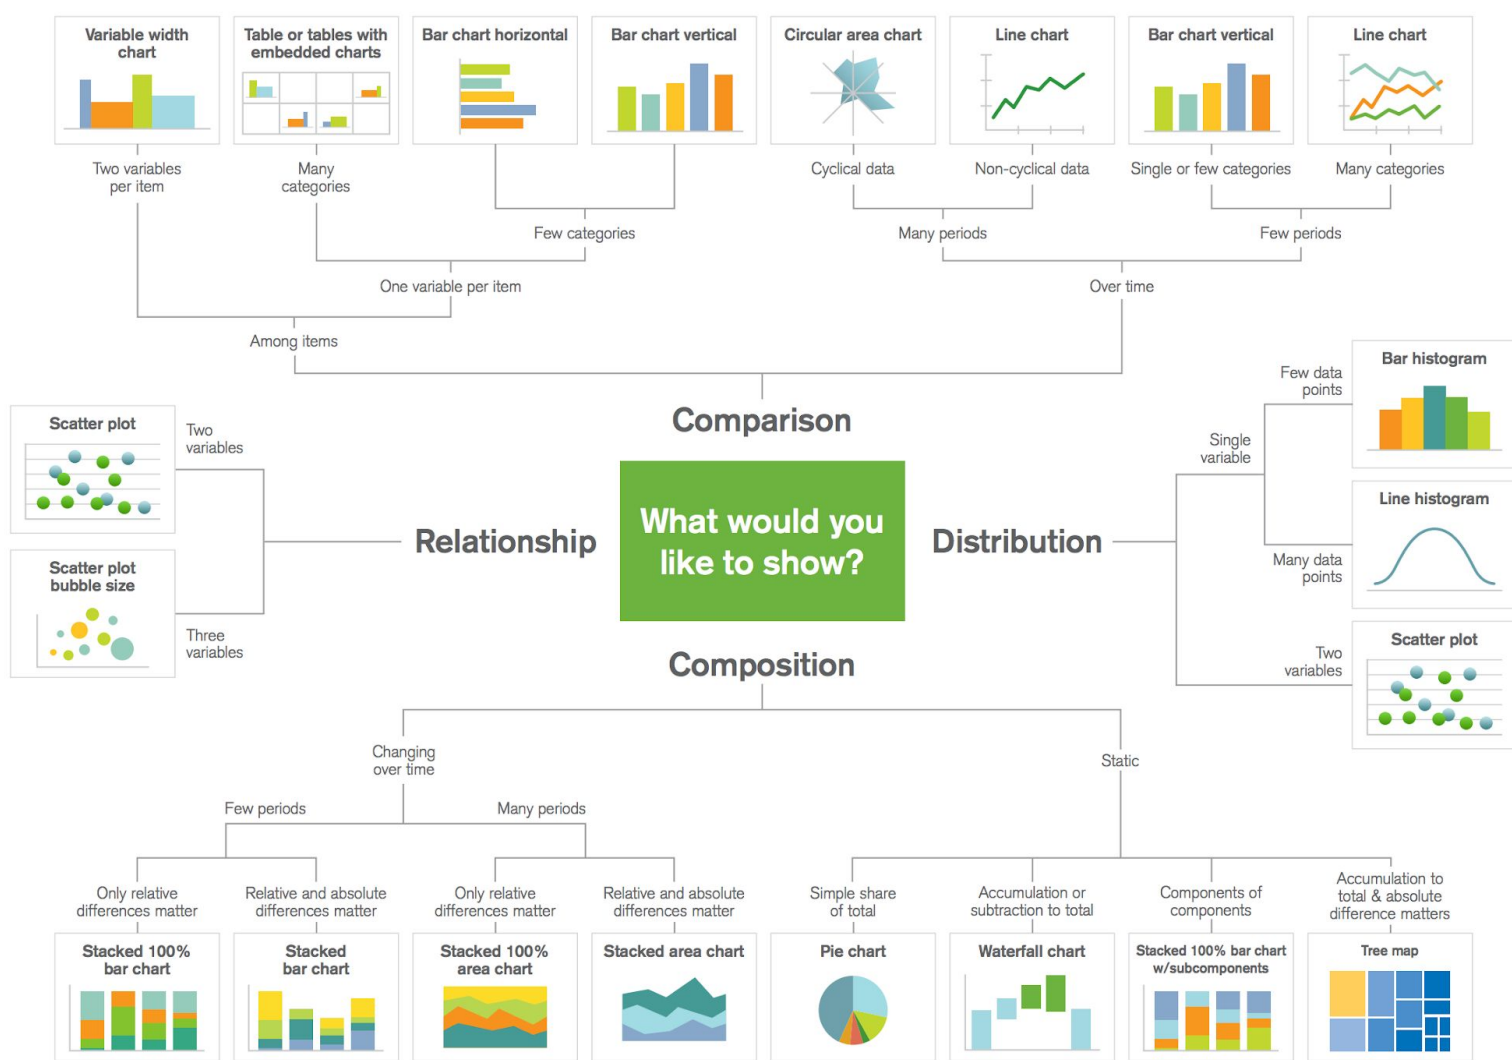 Variable width
chart
Table or tables with
embedded charts
Bar chart horizontal
Bar chart vertical
Circular area chart
Line chart
Bar chart vertical
Line chart
Two variables
per item
Many
categories
Cyclical data
Non-cyclical data
Single or few categories
Many categories
Few categories
Many periods
Few periods
One variable per item
Over time
Among items
Comparison
Scatter plot
Two
variables
Scatter plot
bubble size
Three
variables
Relationship
What would you
like to show?
Distribution
Single
variable
Few data
points
Bar histogram
Many data
points
Line histogram
Two
variables
Scatter plot
Composition
Changing
over time
Static
Few periods
Many periods
Only relative
differences matter
Relative and absolute
differences matter
Only relative
differences matter
Relative and absolute
differences matter
Simple share
of total
Accumulation or
subtraction to total
Components of
components
Accumulation to
total & absolute
difference matters
Stacked 100%
bar chart
Stacked
bar chart
Stacked 100%
area chart
Stacked area chart
Pie chart
Waterfall chart
Stacked 100% bar chart
w/subcomponents
Tree map